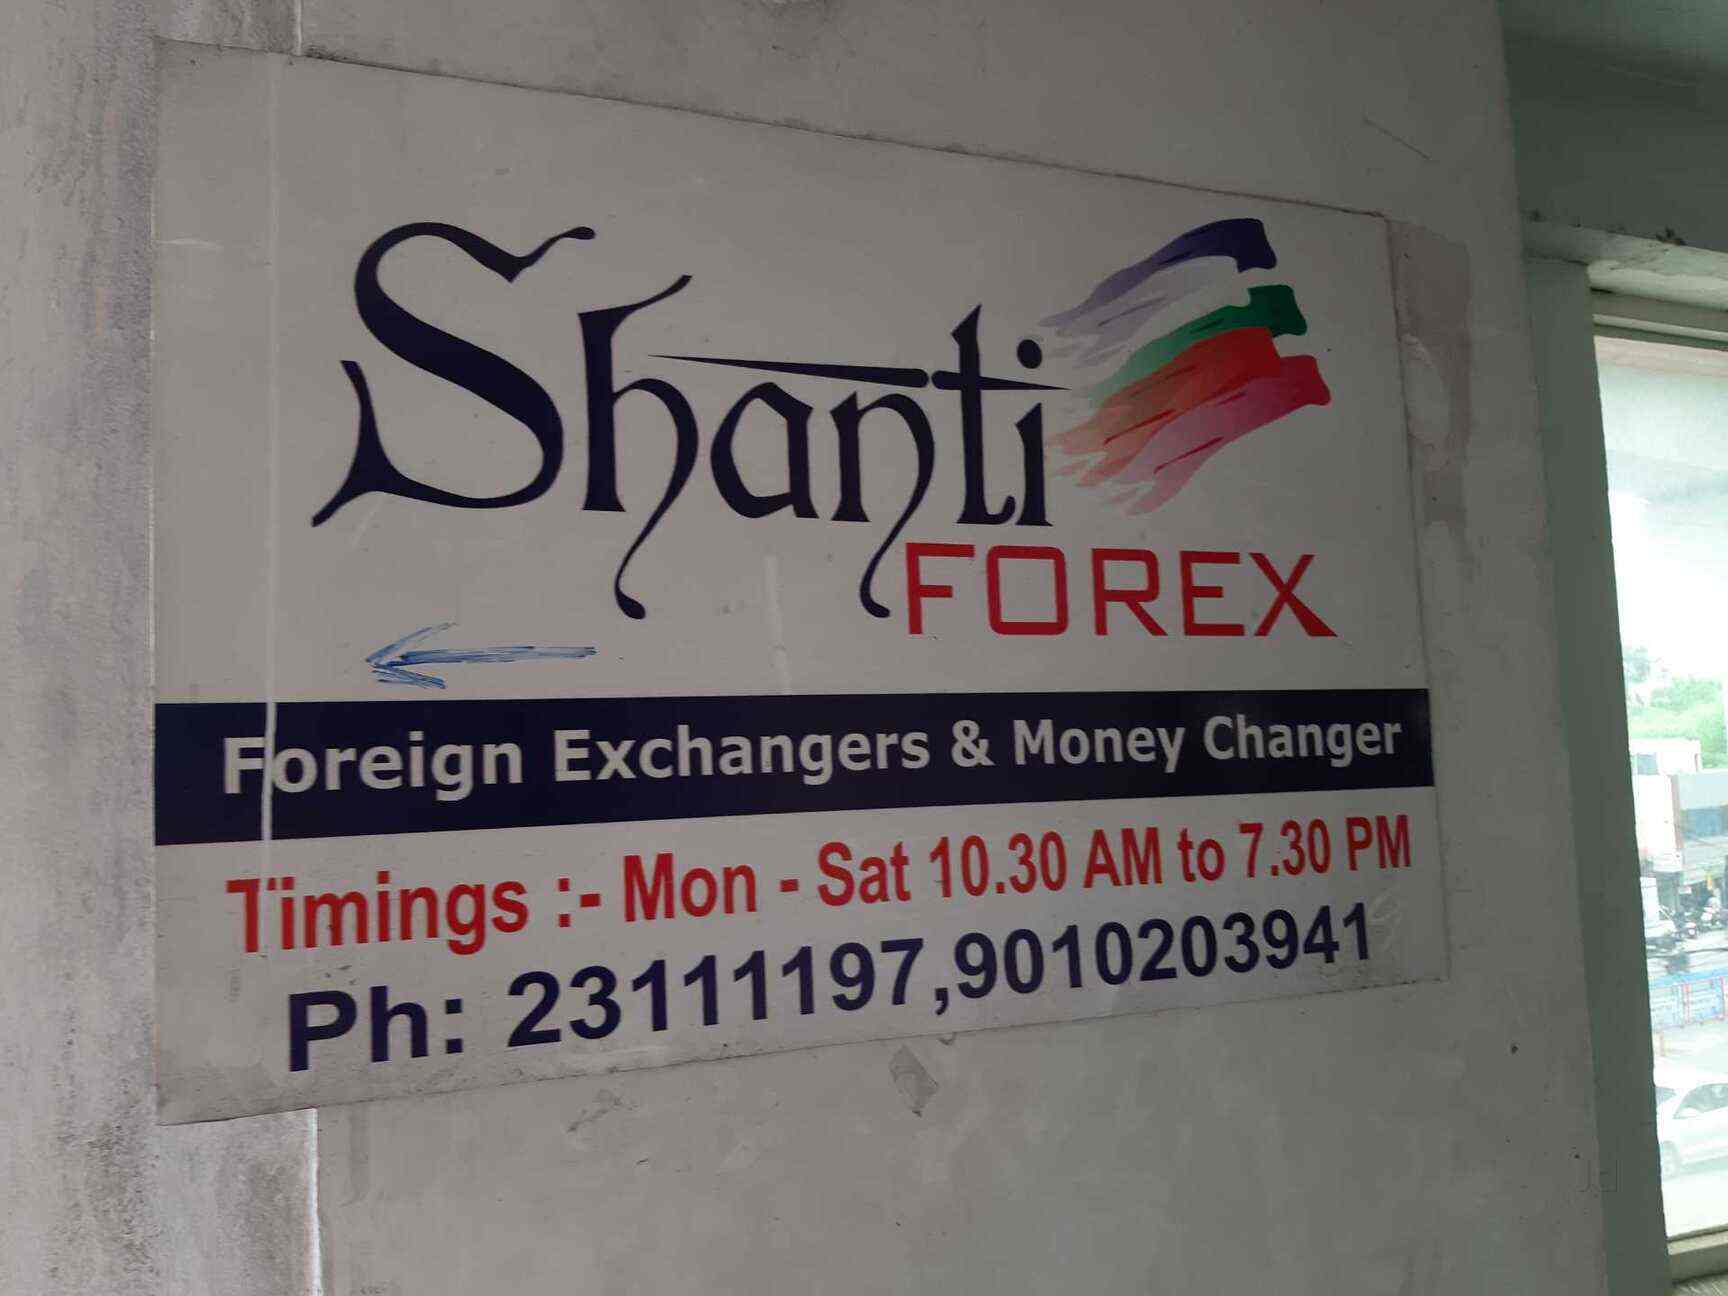 Shanti
FOREX
Foreign Exchangers & Money Changer
Timings :- Mon - Sat 10.30 AM to 7.30 PM
Ph: 23111197,9010203941